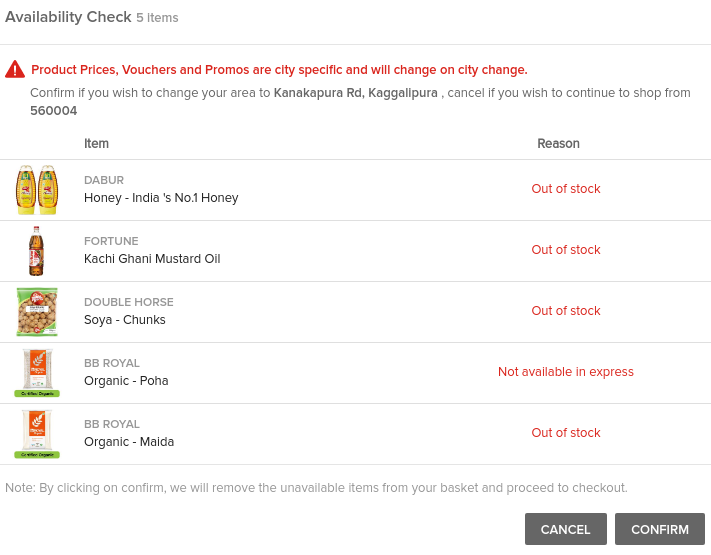 Availability Check 5 items
Product Prices, Vouchers and Promos are city specific and will change on city change.
Confirm if you wish to change your area to Kanakapura Rd, Kaggalipura , cancel if you wish to continue to shop from
560004
Item Reason
DABUR
Honey - India 's No.1 Honey
Out of stock
FORTUNE
Kachi Ghani Mustard Oil
Out of stock
DOUBLE HORSE
Soya - Chunks
Out of stock
BB ROYAL
Organic - Poha
Not available in express
Certified Organic
BB ROYAL
Organic - Maida
Out of stock
Certified Organic
Note: By clicking on confirm, we will remove the unavailable items from your basket and proceed to checkout.
CANCEL CONFIRM